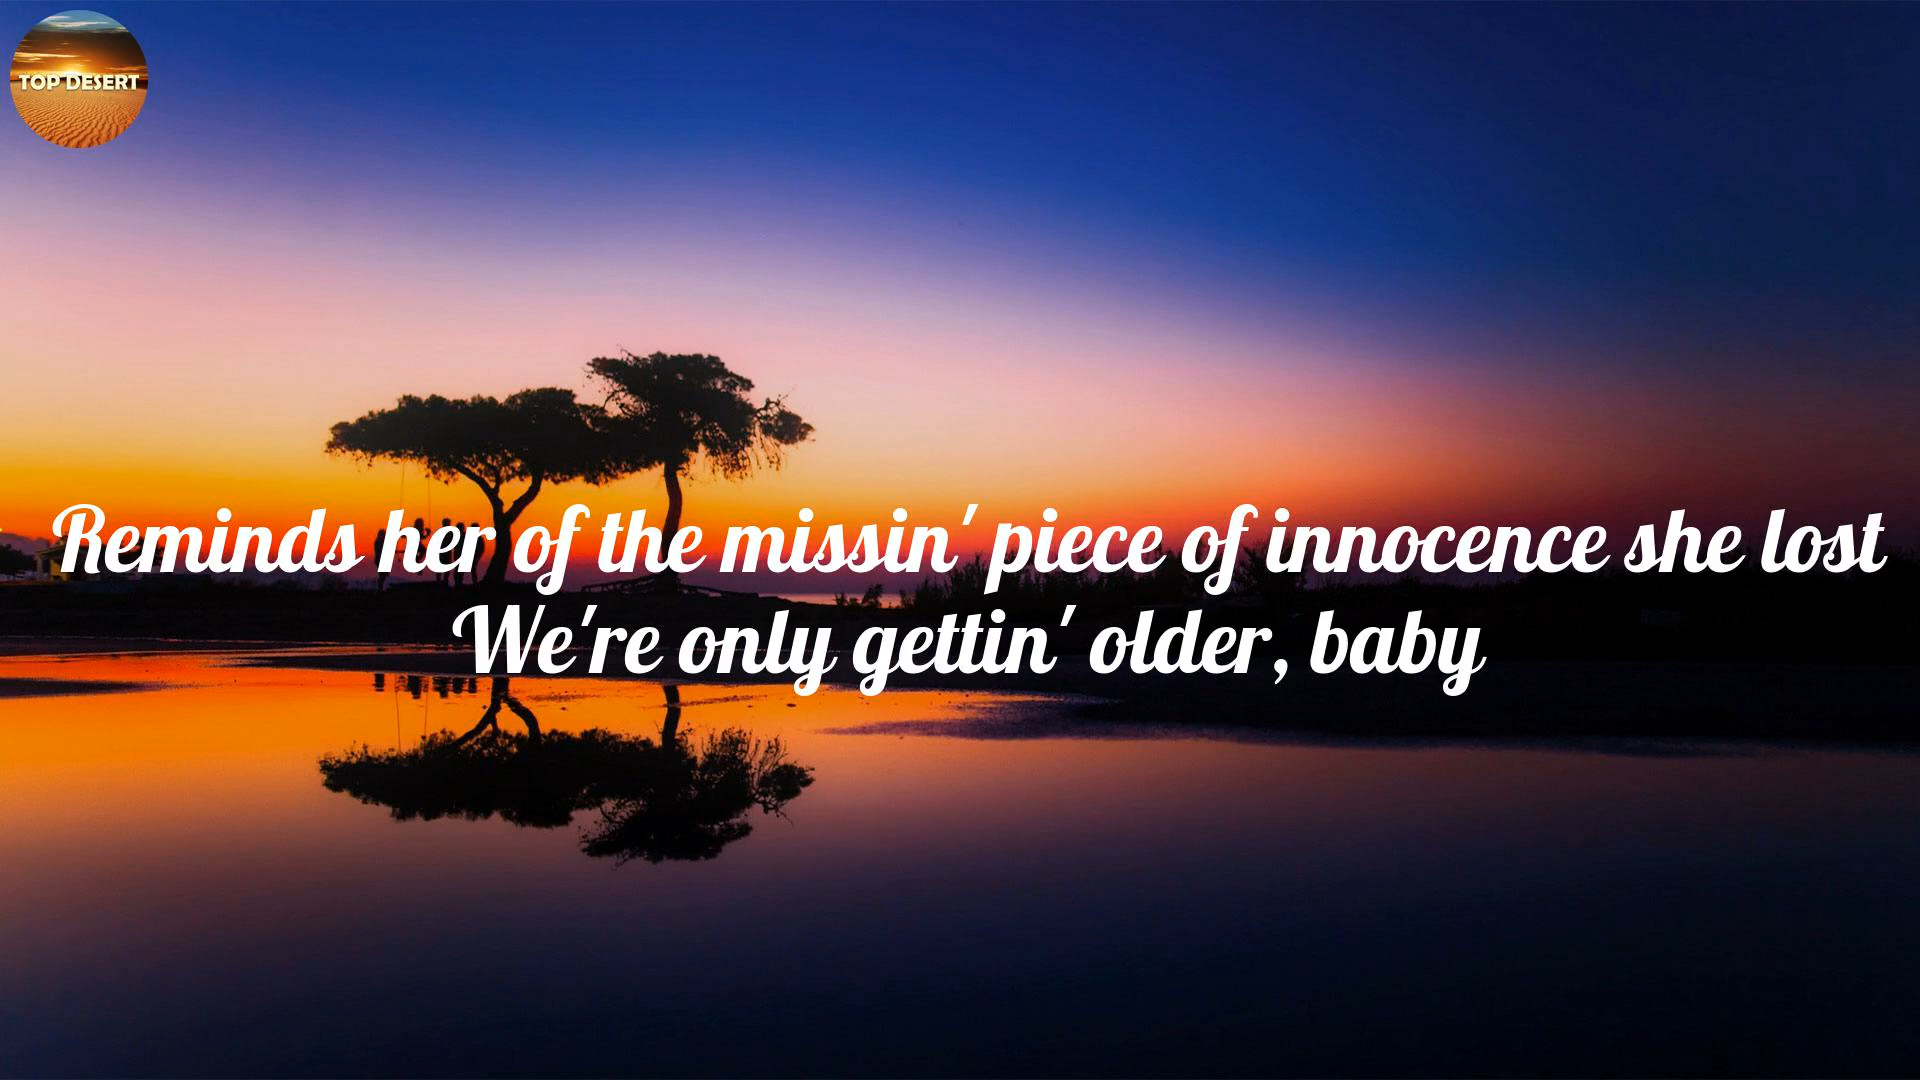 TOP DESERT
Reminds her of the missin' piece of innocence she lost
We're only gettin' older, baby